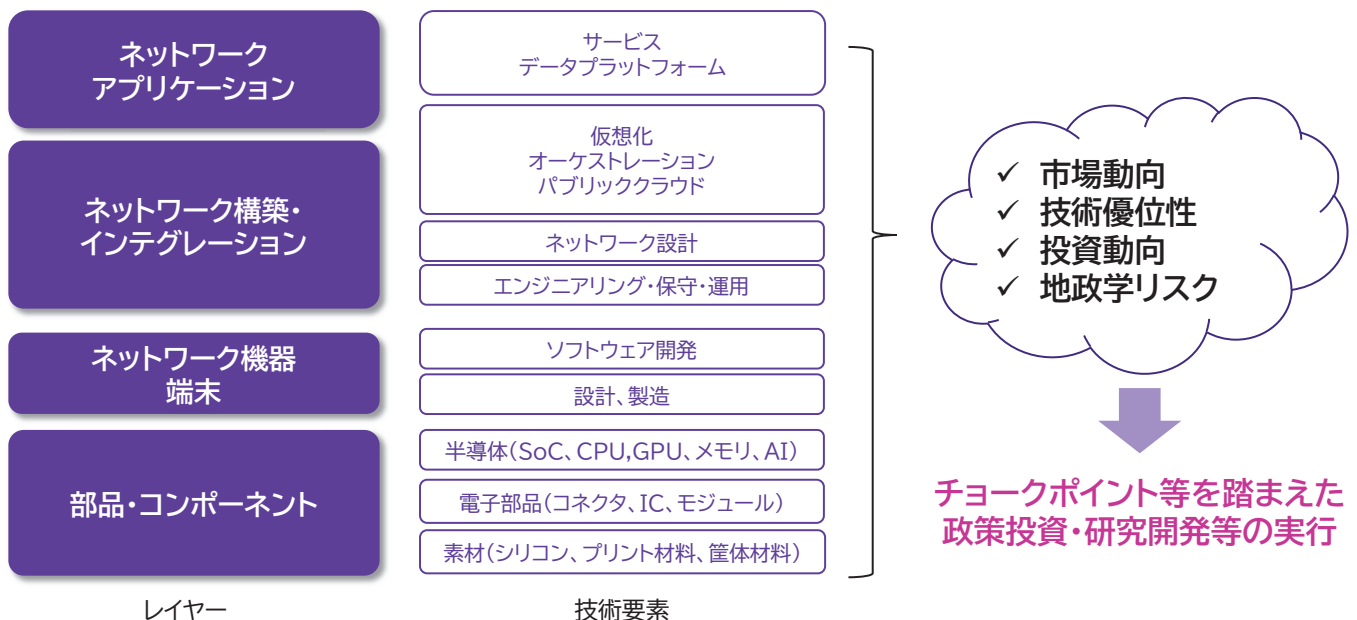 ネットワーク
アプリケーション
サービス
データプラットフォーム
ネットワーク構築・
インテグレーション
仮想化
オーケストレーション
パブリッククラウド
ネットワーク設計
エンジニアリング・保守・運用
ネットワーク機器
端末
ソフトウェア開発
設計、製造
部品・コンポーネント
半導体(SoC、CPU,GPU、メモリ、AI)
電子部品(コネクタ、IC、モジュール)
素材(シリコン、プリント材料、筐体材料)
レイヤー
技術要素
✓ 市場動向
✓ 技術優位性
✓ 投資動向
✓ 地政学リスク
チョークポイント等を踏まえた
政策投資・研究開発等の実行